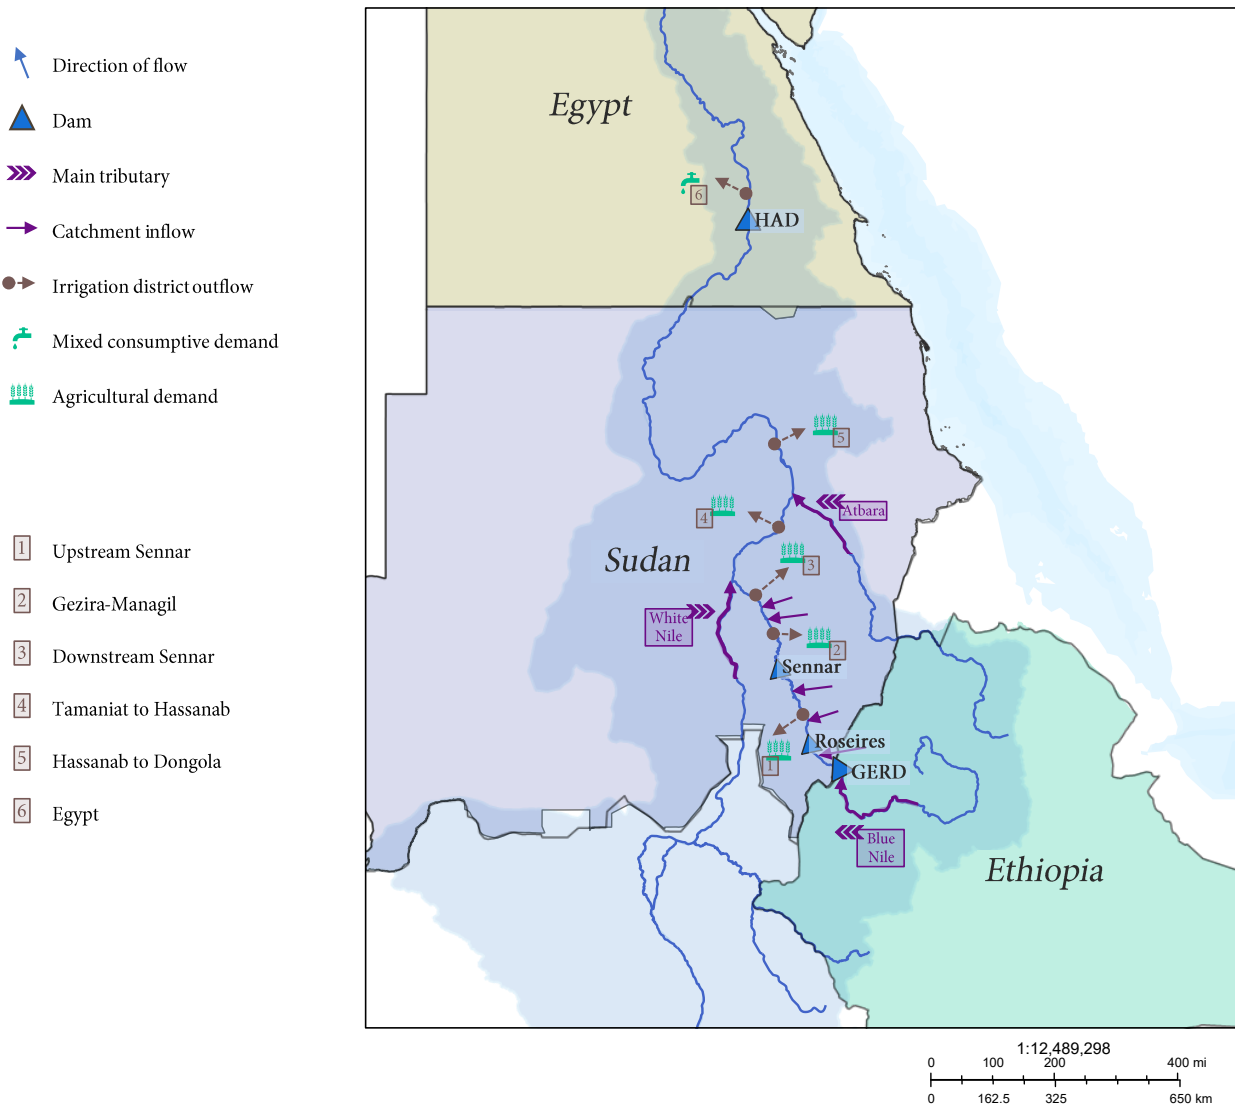 Direction of flow
Dam
Main tributary
Catchment inflow
Irrigation district outflow
Mixed consumptive demand
Agricultural demand
1 Upstream Sennar
2 Gezira-Managil
3 Downstream Sennar
4 Tamaniat to Hassanab
5 Hassanab to Dongola
6 Egypt
Egypt
6
HAD
5
4
Atbara
Sudan
3
White
Nile
2
Sennar
Roseires
1
GERD
Blue
Nile
Ethiopia
1:12,489,298
0 100 200 400 mi
0 162.5 325 650 km